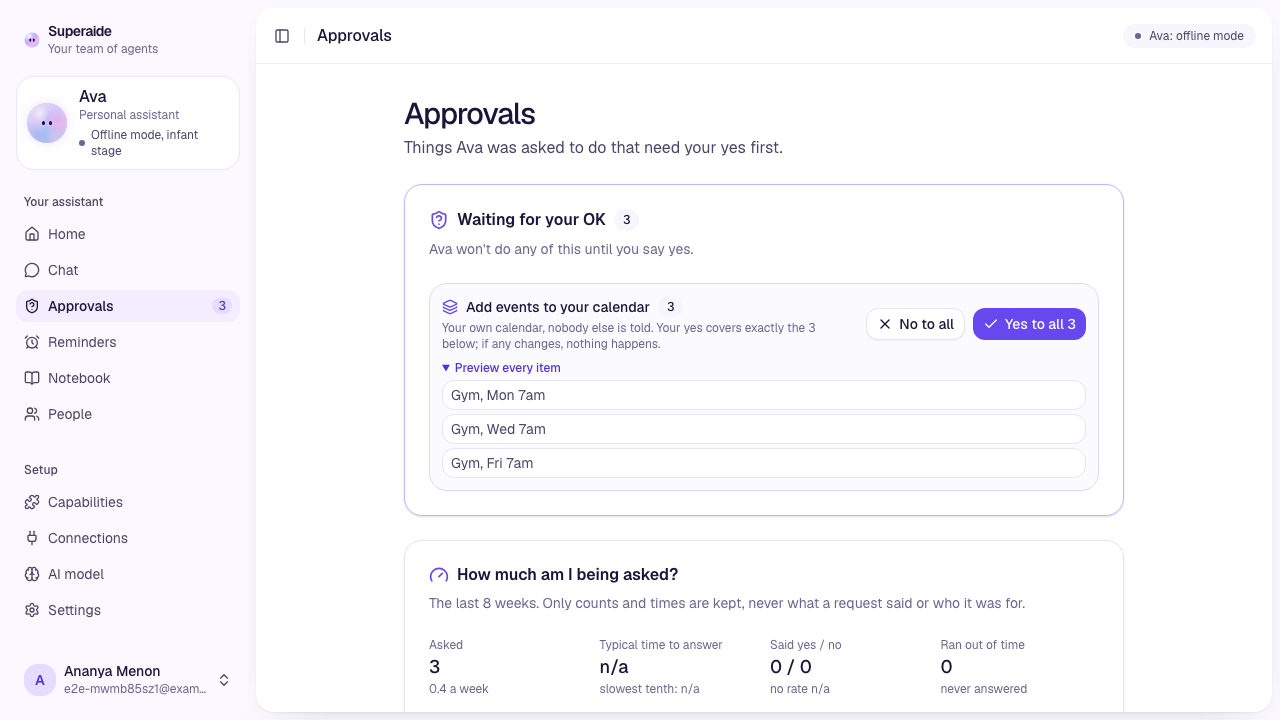 Superaide
Your team of agents
Ava
Personal assistant
Offline mode, infant
stage
Your assistant
Home
Chat
Approvals 3
Reminders
Notebook
People
Setup
Capabilities
Connections
AI model
Settings
A
Ananya Menon
e2e-mwmb85sz1@exam...
Approvals
Ava: offline mode
Approvals
Things Ava was asked to do that need your yes first.
Waiting for your OK 3
Ava won't do any of this until you say yes.
Add events to your calendar 3
Your own calendar, nobody else is told. Your yes covers exactly the 3
below; if any changes, nothing happens.
No to all
Yes to all 3
Preview every item
Gym, Mon 7am
Gym, Wed 7am
Gym, Fri 7am
How much am I being asked?
The last 8 weeks. Only counts and times are kept, never what a request said or who it was for.
Asked
3
0.4 a week
Typical time to answer
n/a
slowest tenth: n/a
Said yes / no
0 / 0
no rate n/a
Ran out of time
0
never answered